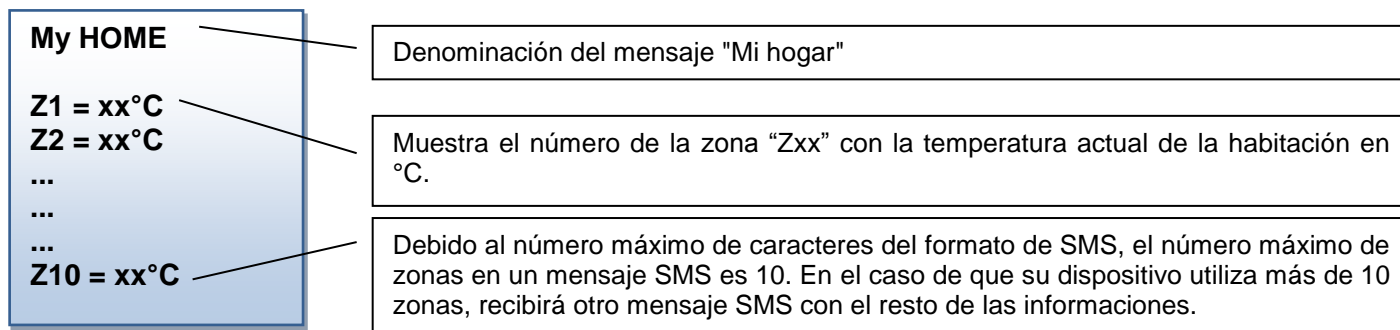 My HOME
Z1 = xx°C
Z2 = xx°C
...
...
...
Z10 = xx°C
Denominación del mensaje "Mi hogar"
Muestra el número de la zona “Zxx” con la temperatura actual de la habitación en
°C.
Debido al número máximo de caracteres del formato de SMS, el número máximo de
zonas en un mensaje SMS es 10. En el caso de que su dispositivo utiliza más de 10
zonas, recibirá otro mensaje SMS con el resto de las informaciones.